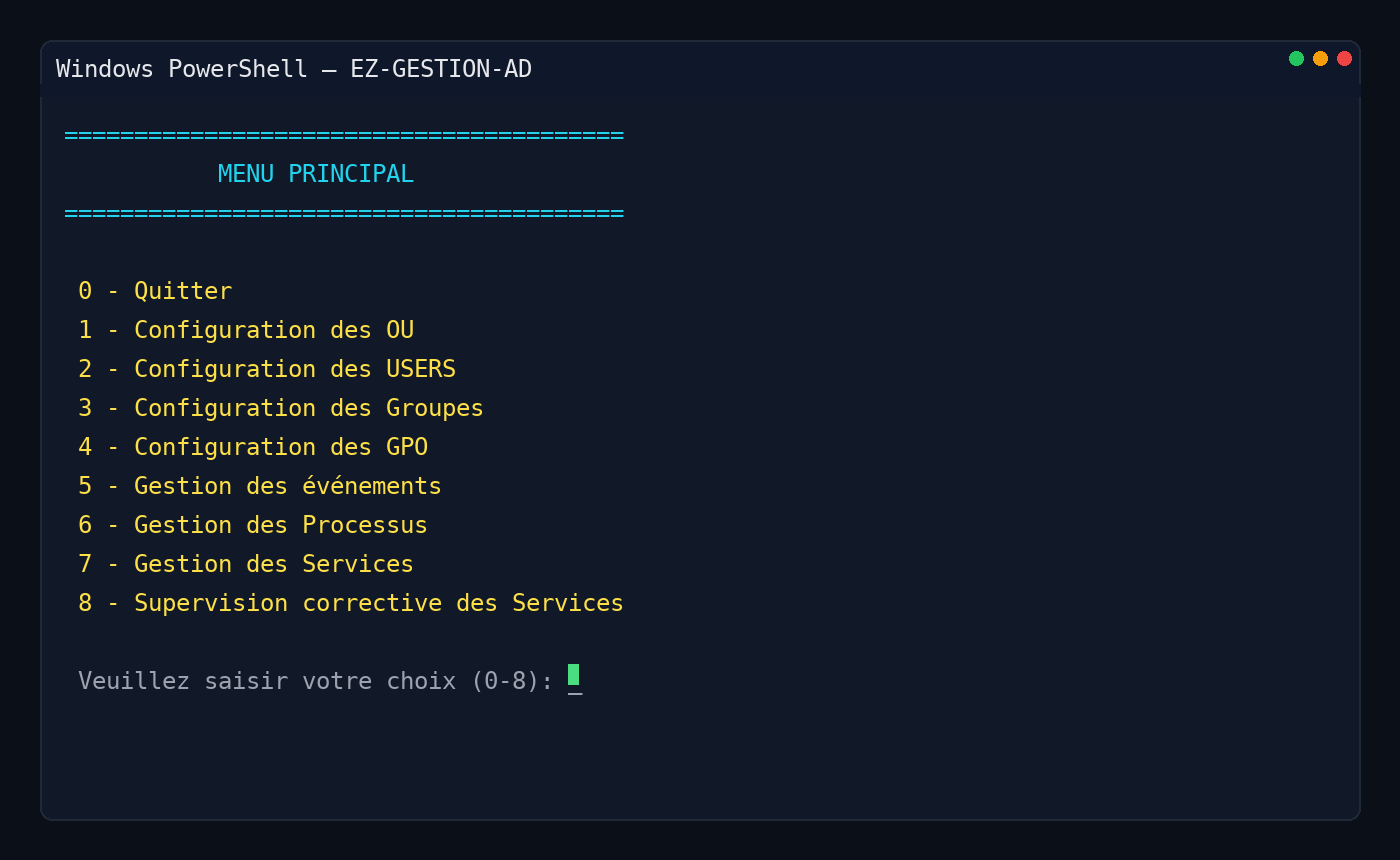 Windows PowerShell — EZ-GESTION-AD
========================================
MENU PRINCIPAL
========================================
0 - Quitter
1 - Configuration des OU
2 - Configuration des USERS
3 - Configuration des Groupes
4 - Configuration des GPO
5 - Gestion des événements
6 - Gestion des Processus
7 - Gestion des Services
8 - Supervision corrective des Services
Veuillez saisir votre choix (0-8): _